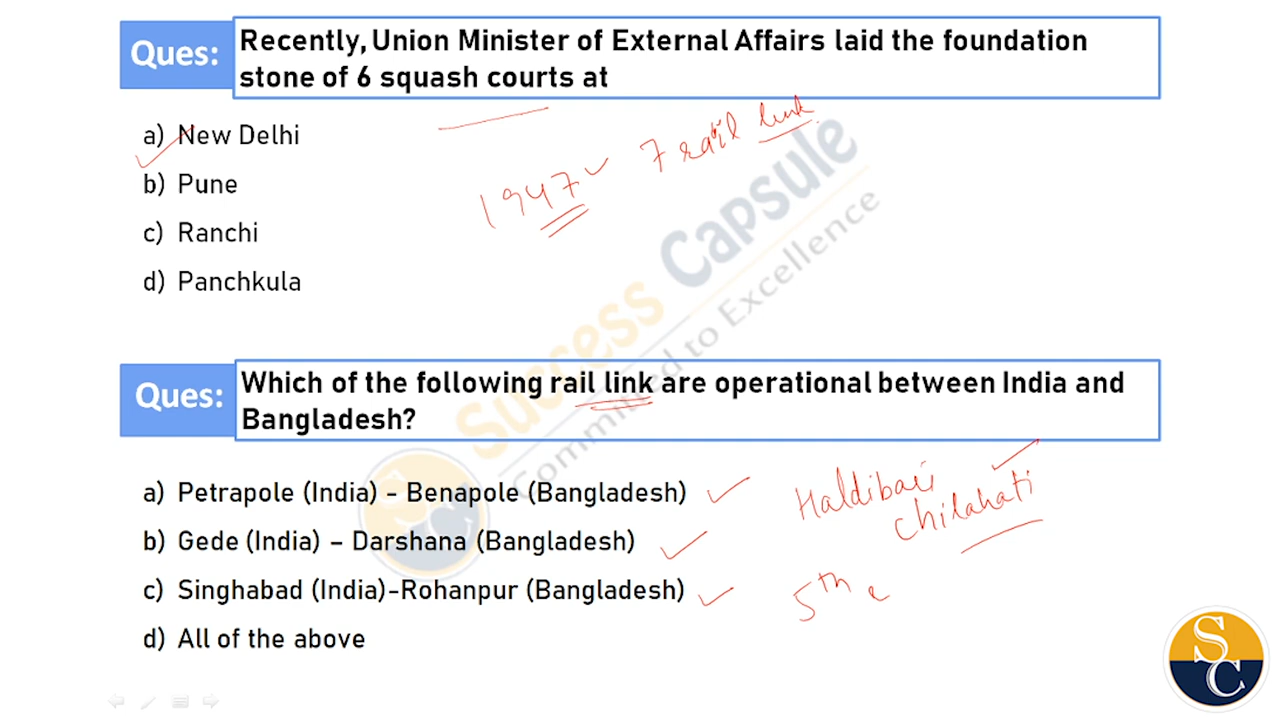 Ques: Recently, Union Minister of External Affairs laid the foundation
stone of 6 squash courts at
a) New Delhi
b) Pune
c) Ranchi
d) Panchkula
1947 7 rail link
Success Capsule
Committed to Excellence
Ques: Which of the following rail link are operational between India and
Bangladesh?
a) Petrapole (India) - Benapole (Bangladesh)
b) Gede (India) – Darshana (Bangladesh)
c) Singhabad (India)-Rohanpur (Bangladesh)
d) All of the above
Haldibari
Chilahati
5th
SC